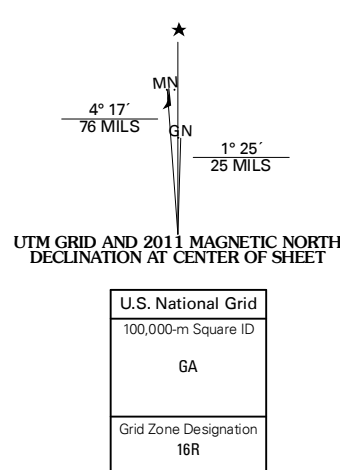 ★
MN
4° 17´
76 MILS
GN
1° 25´
25 MILS
UTM GRID AND 2011 MAGNETIC NORTH
DECLINATION AT CENTER OF SHEET
U.S. National Grid
100,000-m Square ID
GA
Grid Zone Designation
16R